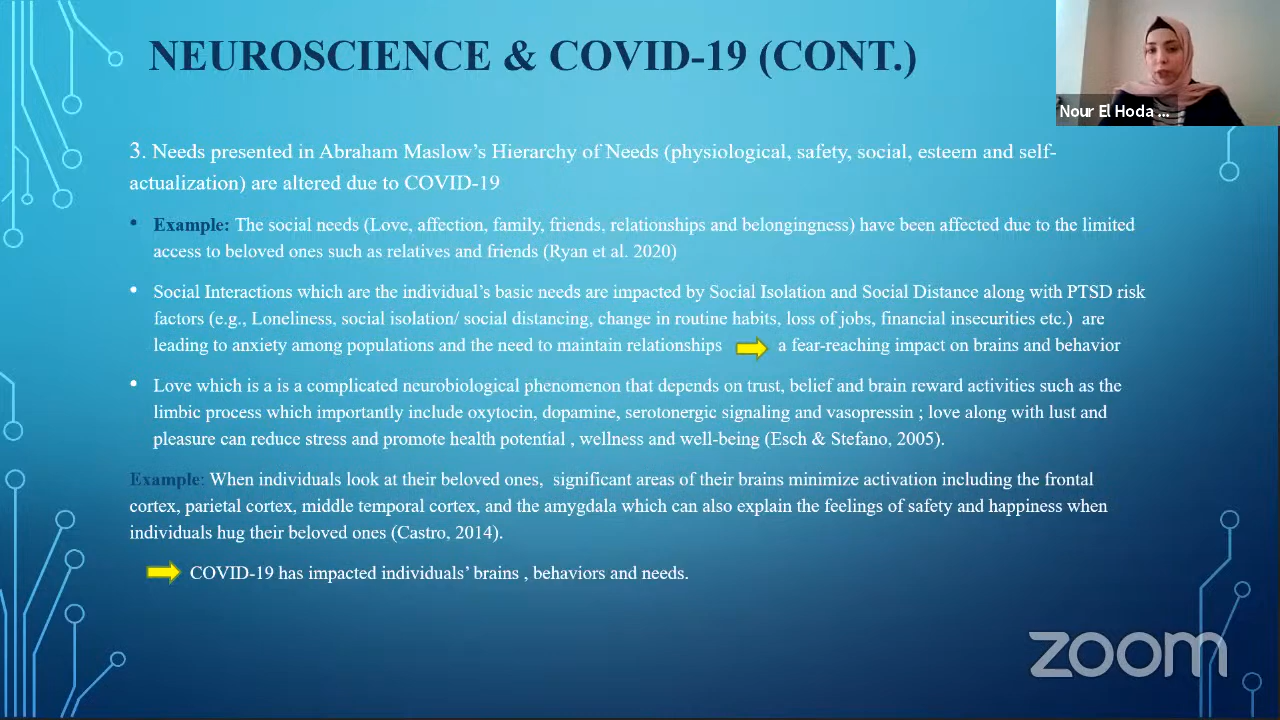 NEUROSCIENCE & COVID-19 (CONT.)
Nour El Hoda ...
3. Needs presented in Abraham Maslow's Hierarchy of Needs (physiological, safety, social, esteem and self-
actualization) are altered due to COVID-19
• Example: The social needs (Love, affection, family, friends, relationships and belongingness) have been affected due to the limited
access to beloved ones such as relatives and friends (Ryan et al. 2020)
• Social Interactions which are the individual's basic needs are impacted by Social Isolation and Social Distance along with PTSD risk
factors (e.g., Loneliness, social isolation/ social distancing, change in routine habits, loss of jobs, financial insecurities etc.) are
leading to anxiety among populations and the need to maintain relationships a fear-reaching impact on brains and behavior
• Love which is a is a complicated neurobiological phenomenon that depends on trust, belief and brain reward activities such as the
limbic process which importantly include oxytocin, dopamine, serotonergic signaling and vasopressin ; love along with lust and
pleasure can reduce stress and promote health potential , wellness and well-being (Esch & Stefano, 2005).
Example: When individuals look at their beloved ones, significant areas of their brains minimize activation including the frontal
cortex, parietal cortex, middle temporal cortex, and the amygdala which can also explain the feelings of safety and happiness when
individuals hug their beloved ones (Castro, 2014).
COVID-19 has impacted individuals' brains , behaviors and needs.
zoom